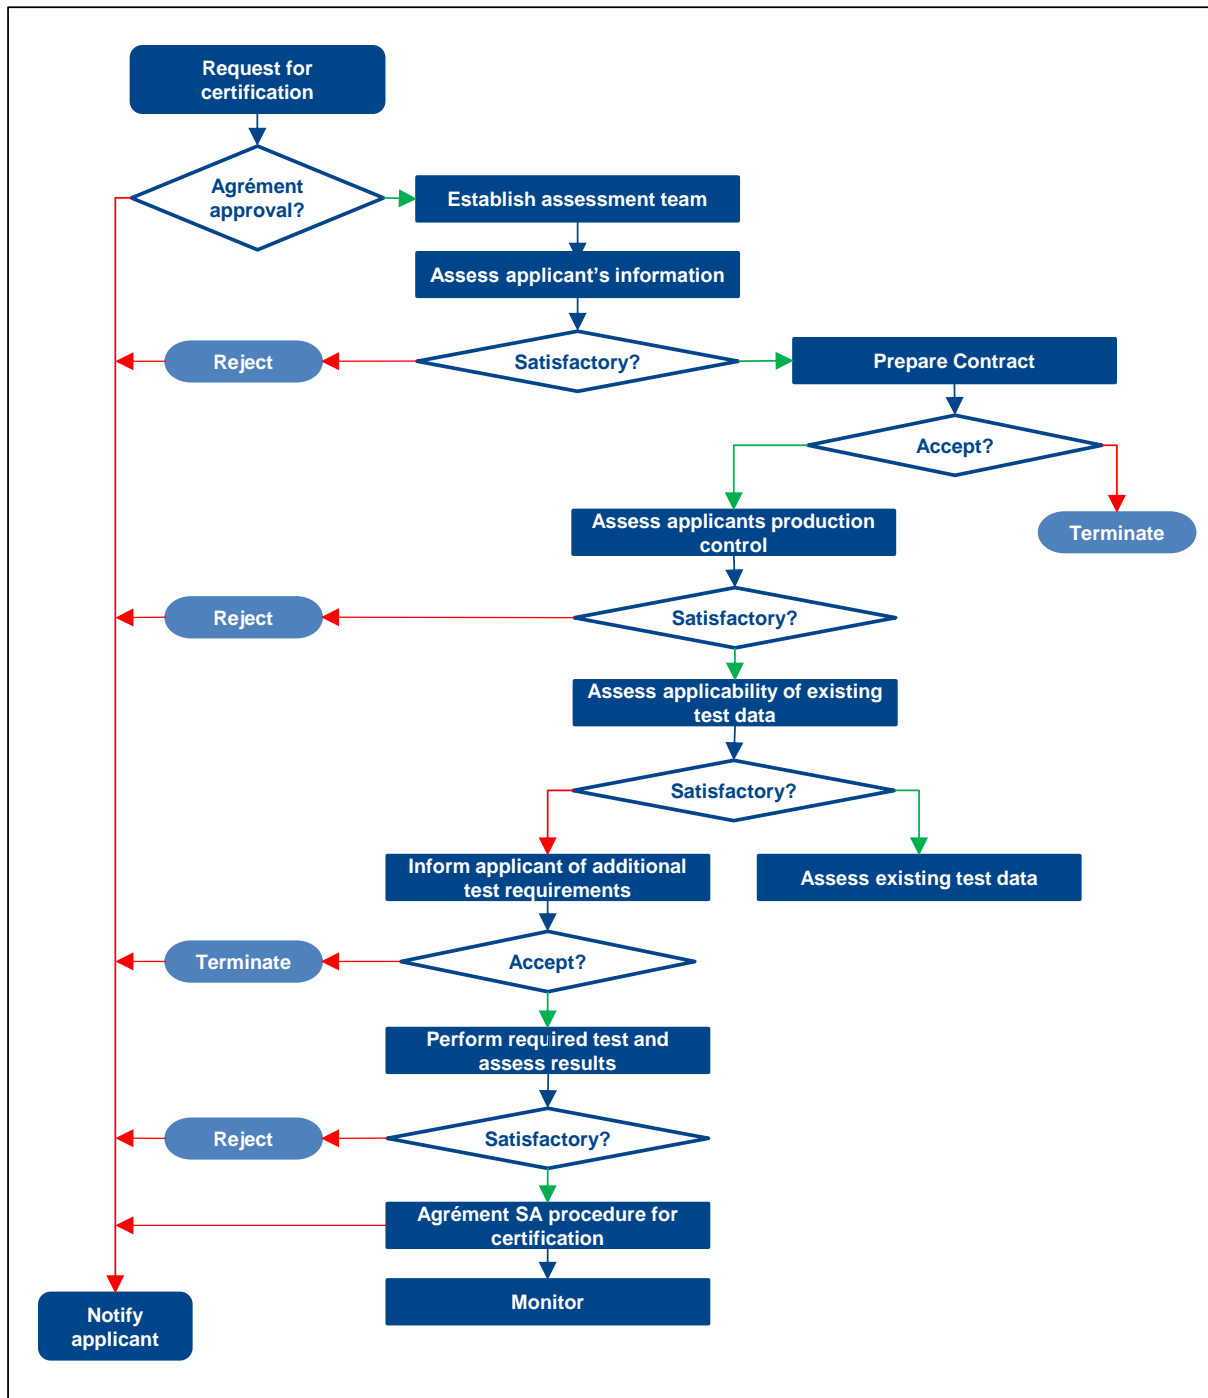 Request for
certification
Agrément
approval?
Establish assessment team
Assess applicant's information
Reject
Satisfactory?
Prepare Contract
Accept?
Assess applicants production
control
Terminate
Reject
Satisfactory?
Assess applicability of existing
test data
Satisfactory?
Inform applicant of additional
test requirements
Assess existing test data
Terminate
Accept?
Perform required test and
assess results
Reject
Satisfactory?
Agrément SA procedure for
certification
Monitor
Notify
applicant